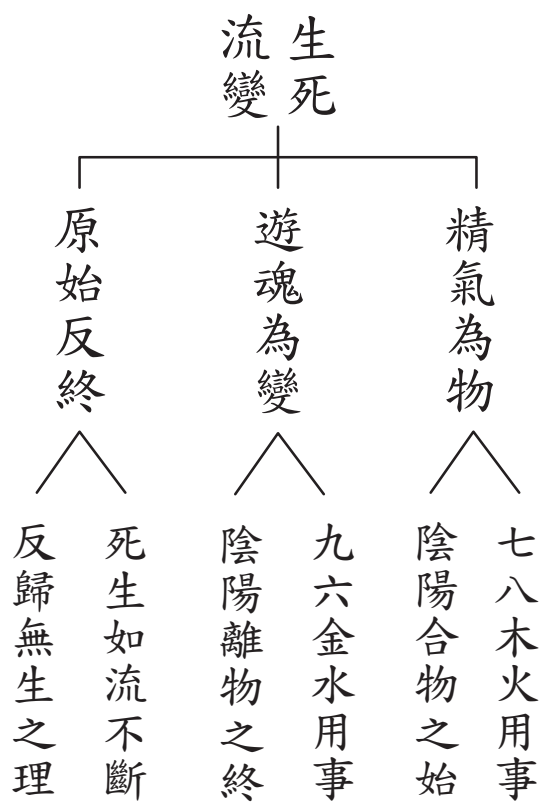 生死
流變
精氣為物
遊魂為變
原始反終
七八木火用事
陰陽合物之始
九六金水用事
陰陽離物之終
死生如流不斷
反歸無生之理